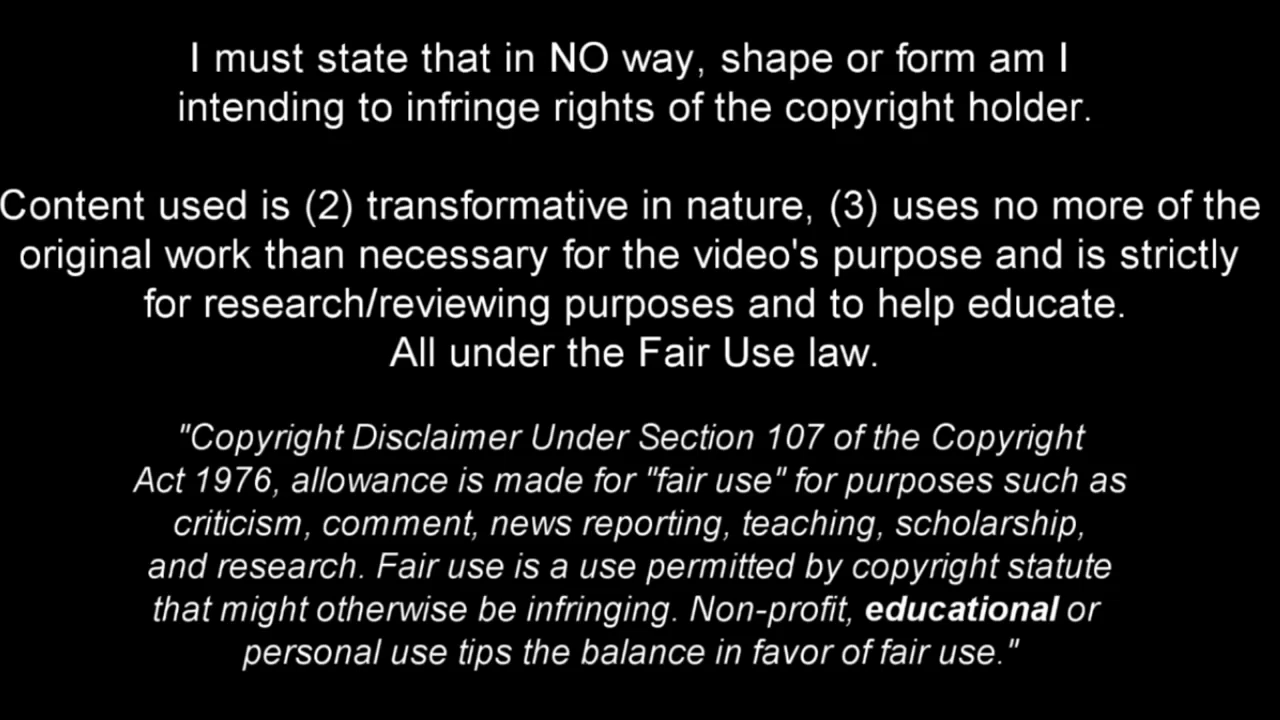 I must state that in NO way, shape or form am I
intending to infringe rights of the copyright holder.
Content used is (2) transformative in nature, (3) uses no more of the
original work than necessary for the video's purpose and is strictly
for research/reviewing purposes and to help educate.
All under the Fair Use law.
"Copyright Disclaimer Under Section 107 of the Copyright
Act 1976, allowance is made for "fair use" for purposes such as
criticism, comment, news reporting, teaching, scholarship,
and research. Fair use is a use permitted by copyright statute
that might otherwise be infringing. Non-profit, educational or
personal use tips the balance in favor of fair use."